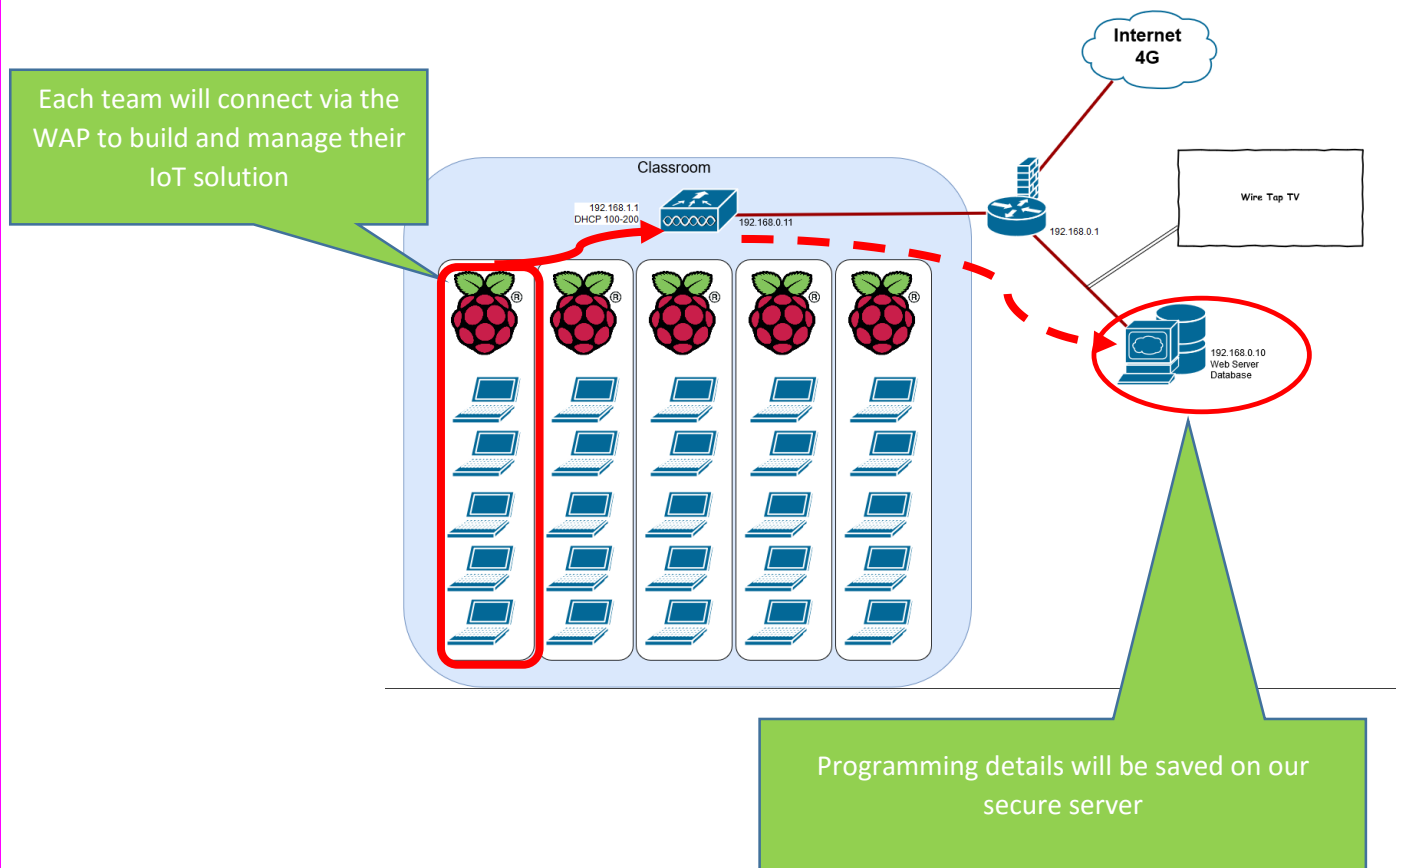 Internet
4G
Each team will connect via the
WAP to build and manage their
IoT solution
Classroom
192.168.1.1
DHCP 100-200
192.168.0.11
Wire Tap TV
192.168.0.1
®
®
®
®
®
192.168.0.10
Web Server
Database
Programming details will be saved on our
secure server